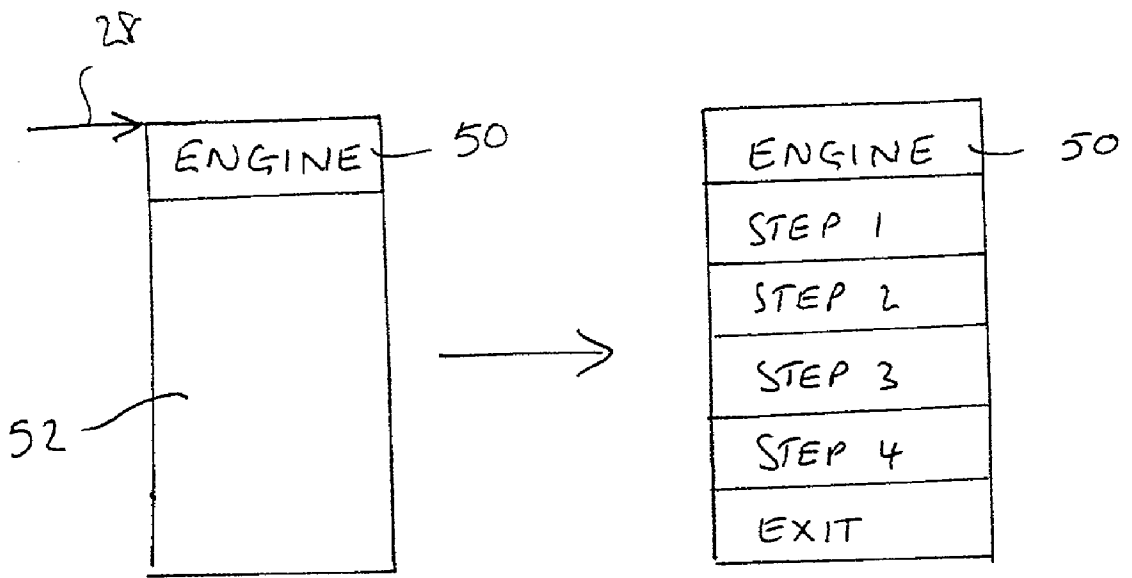 28
ENGINE 50
52
ENGINE 50
STEP 1
STEP 2
STEP 3
STEP 4
EXIT